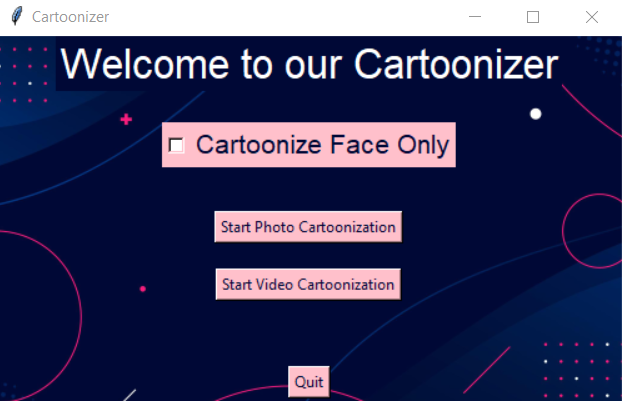 Cartoonizer
Welcome to our Cartoonizer
Cartoonize Face Only
Start Photo Cartoonization
Start Video Cartoonization
Quit